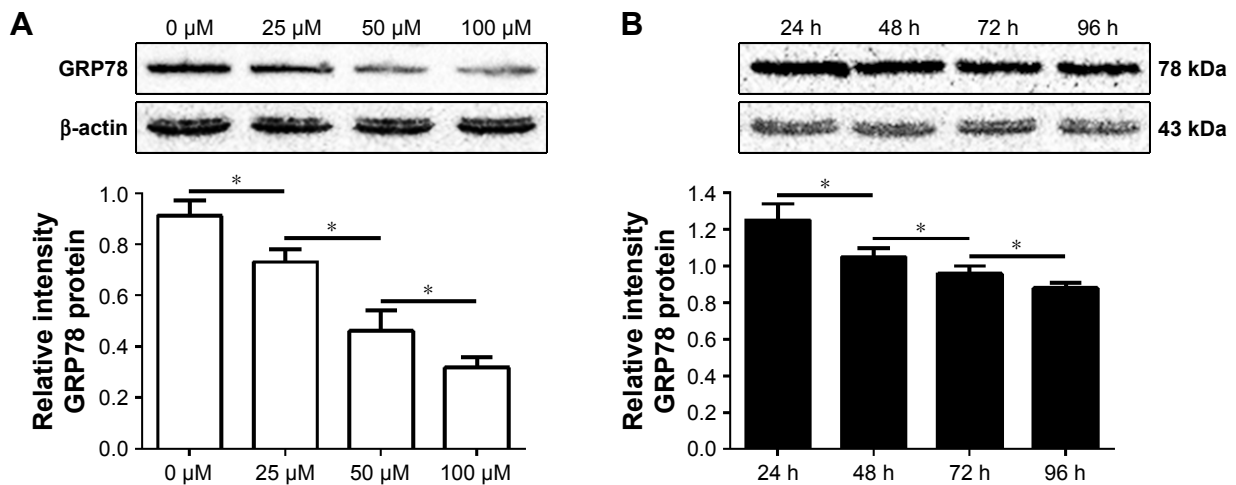 A
0 µM 25 µM 50 µM 100 µM
GRP78
β-actin
Relative intensity
GRP78 protein
1.0
0.8
0.6
0.4
0.2
0.0
*
*
*
0 µM 25 µM 50 µM 100 µM
B
24 h 48 h 72 h 96 h
78 kDa
43 kDa
Relative intensity
GRP78 protein
1.4
1.2
1.0
0.8
0.6
0.4
0.2
0.0
*
*
*
24 h 48 h 72 h 96 h